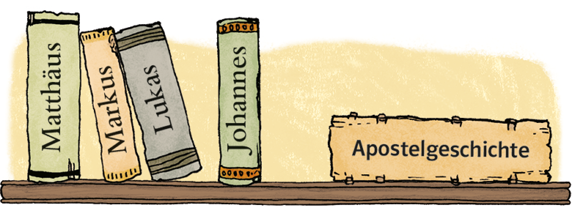 Matthäus
Markus
Lukas
Johannes
Apostelgeschichte